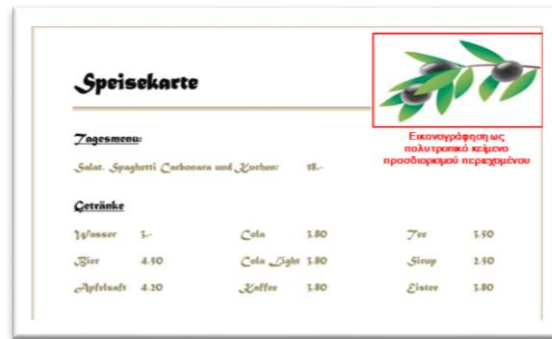 Speisekarte
Εικονογράφηση ως
πολυτροπικό κείμενο
προσδιορισμού περιεχομένου
Tagesmenu:
Salat, Spaghetti Carbonara und Kuchen: 18.-
Getränke
Wasser 3.- Cola 3.80 Tee 3.50
Bier 4.50 Cola Light 3.80 Sirup 2.50
Apfelsaft 4.20 Kaffee 3.80 Eistee 3.80